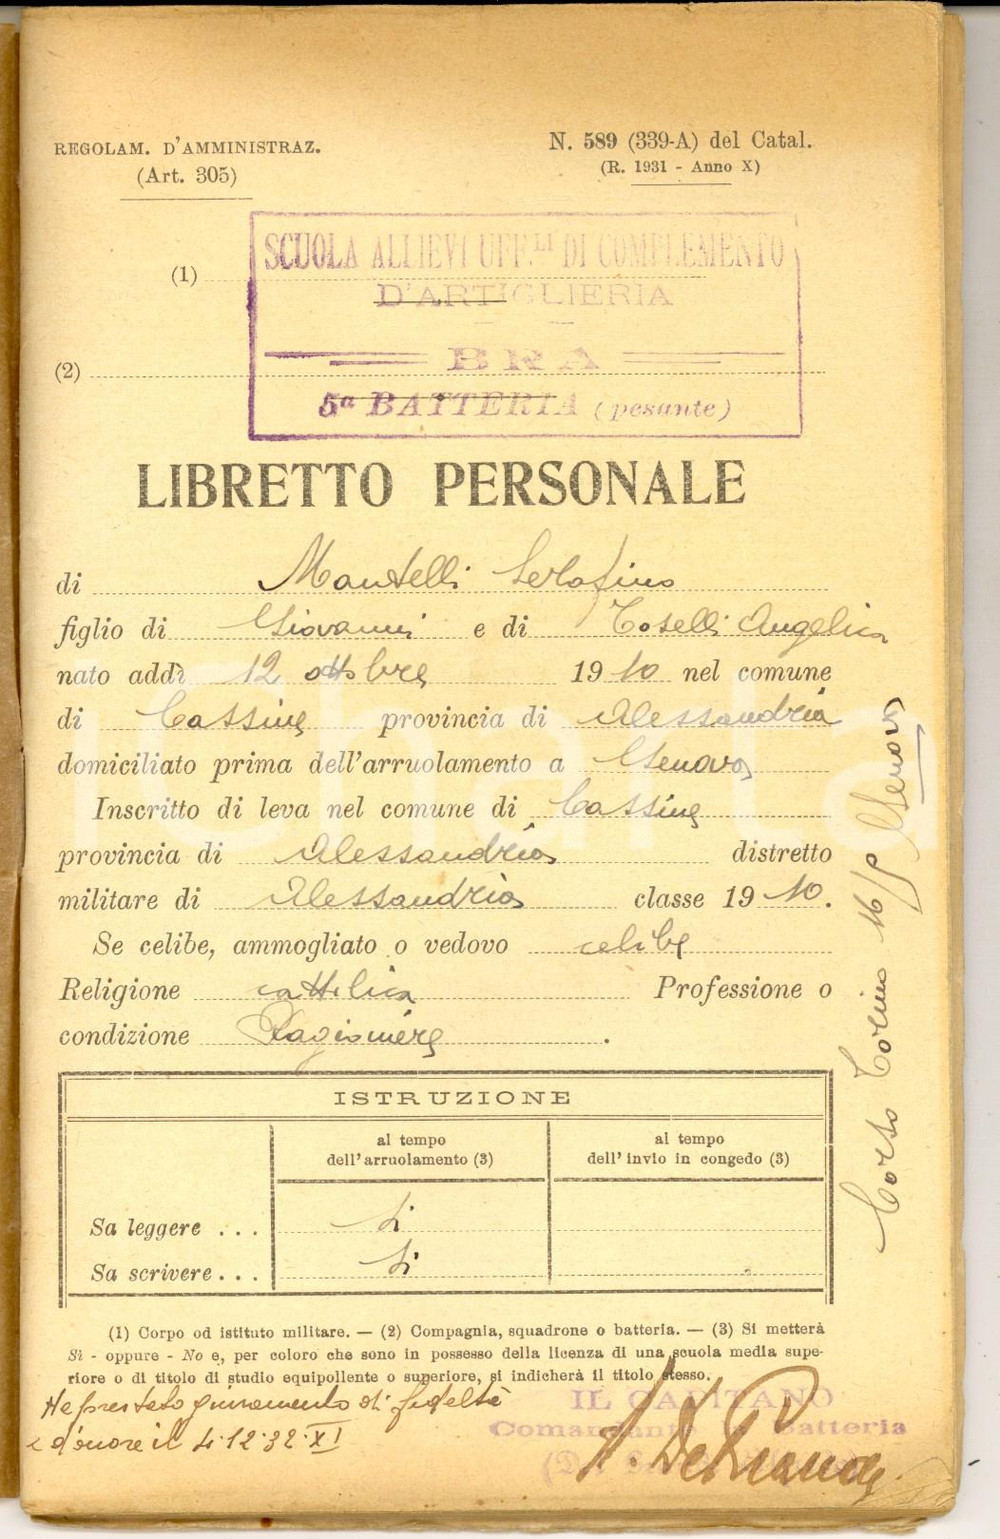 REGOLAM. D'AMMINISTRAZ.
(Art. 305)
N. 589 (339-A) del Catal.
(R. 1931 - Anno X)
(1)
SCUOLA ALLIEVI UFF.LI DI COMPLEMENTO
D'ARTIGLIERIA
BRA
(2)
5a BATTERIA (pesante)
LIBRETTO PERSONALE
di Mantelli Serafino
figlio di Giovanni e di Toselli Angelica
nato addì 12 ottobre 1910 nel comune
di Cassine provincia di Alessandria
domiciliato prima dell'arruolamento a Genova
Inscritto di leva nel comune di Cassine
provincia di Alessandria distretto
militare di Alessandria classe 1910.
Se celibe, ammogliato o vedovo celibe
Religione cattolica Professione o
condizione Ragioniere.
Corso Torino Genova
ISTRUZIONE
al tempo dell'arruolamento (3)
al tempo dell'invio in congedo (3)
Sa leggere ... Si
Sa scrivere ... Si
(1) Corpo od istituto militare. — (2) Compagnia, squadrone o batteria. — (3) Si metterà
Sì - oppure - No e, per coloro che sono in possesso della licenza di una scuola media supe-
riore o di titolo di studio equipollente o superiore, si indicherà il titolo stesso.
Ha prestato giuramento di fedeltà
e d'onore il 4.12.32.XI
IL CAPITANO
Comandante Batteria